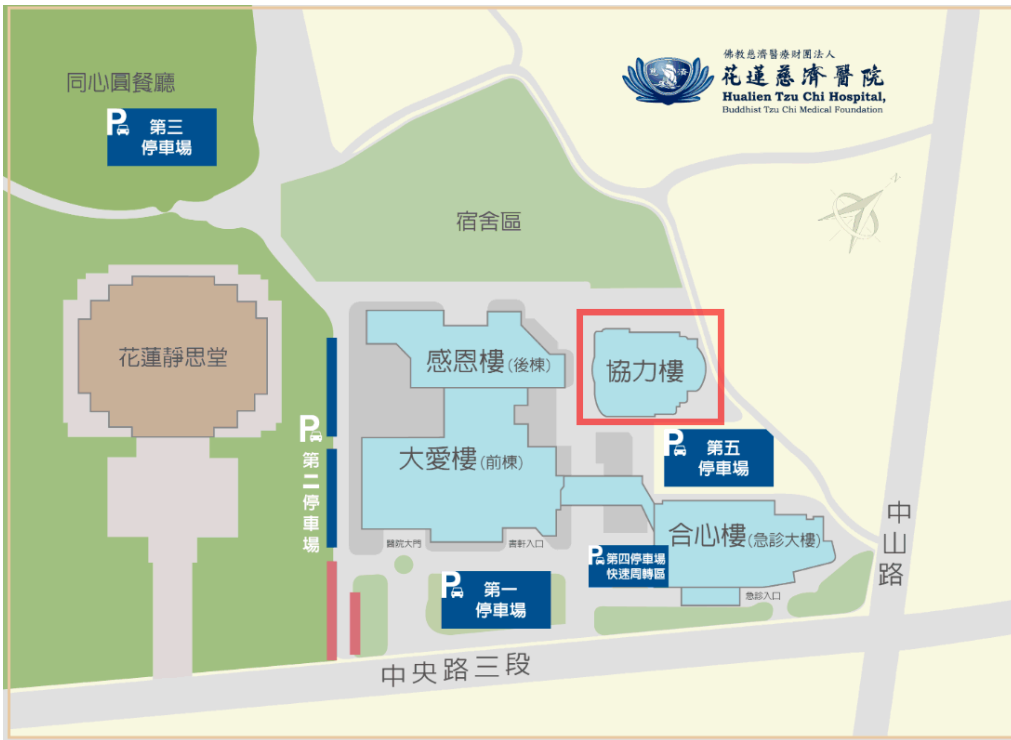 佛教慈濟醫療財團法人
花蓮慈濟醫院
Hualien Tzu Chi Hospital,
Buddhist Tzu Chi Medical Foundation
同心圓餐廳
P 第三
停車場
宿舍區
N
花蓮靜思堂
感恩樓(後棟)
協力樓
P
第二停車場
大愛樓(前棟)
P 第五
停車場
中山路
合心樓(急診大樓)
醫院大門
書軒入口
P 第四停車場
快速周轉區
P 第一
停車場
急診入口
中央路三段